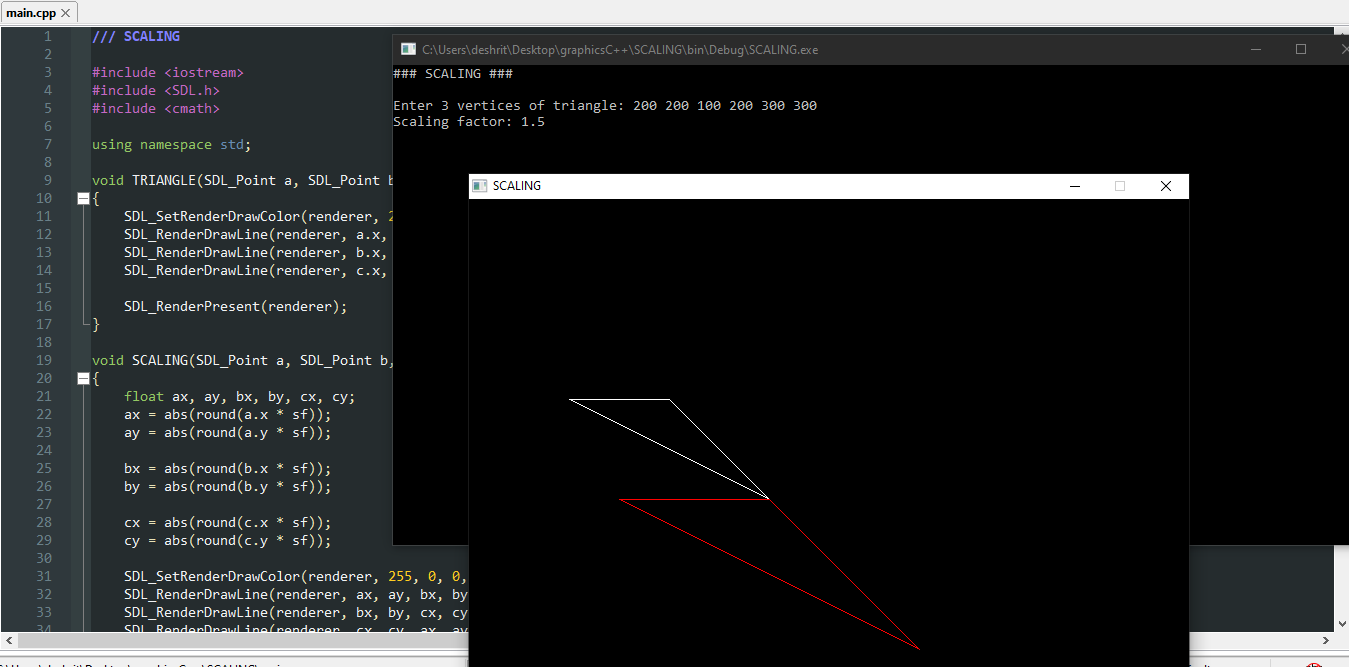 main.cpp
1 /// SCALING
2
3 #include <iostream>
4 #include <SDL.h>
5 #include <cmath>
6
7 using namespace std;
8
9 void TRIANGLE(SDL_Point a, SDL_Point b
10 {
11 SDL_SetRenderDrawColor(renderer, 2
12 SDL_RenderDrawLine(renderer, a.x,
13 SDL_RenderDrawLine(renderer, b.x,
14 SDL_RenderDrawLine(renderer, c.x,
15
16 SDL_RenderPresent(renderer);
17 }
18
19 void SCALING(SDL_Point a, SDL_Point b,
20 {
21 float ax, ay, bx, by, cx, cy;
22 ax = abs(round(a.x * sf));
23 ay = abs(round(a.y * sf));
24
25 bx = abs(round(b.x * sf));
26 by = abs(round(b.y * sf));
27
28 cx = abs(round(c.x * sf));
29 cy = abs(round(c.y * sf));
30
31 SDL_SetRenderDrawColor(renderer, 255, 0, 0,
32 SDL_RenderDrawLine(renderer, ax, ay, bx, by
33 SDL_RenderDrawLine(renderer, bx, by, cx, cy
34 SDL_RenderDrawLine(renderer, cx, cy, ax, ay
C:\Users\deshrit\Desktop\graphicsC++\SCALING\bin\Debug\SCALING.exe
### SCALING ###
Enter 3 vertices of triangle: 200 200 100 200 300 300
Scaling factor: 1.5
SCALING